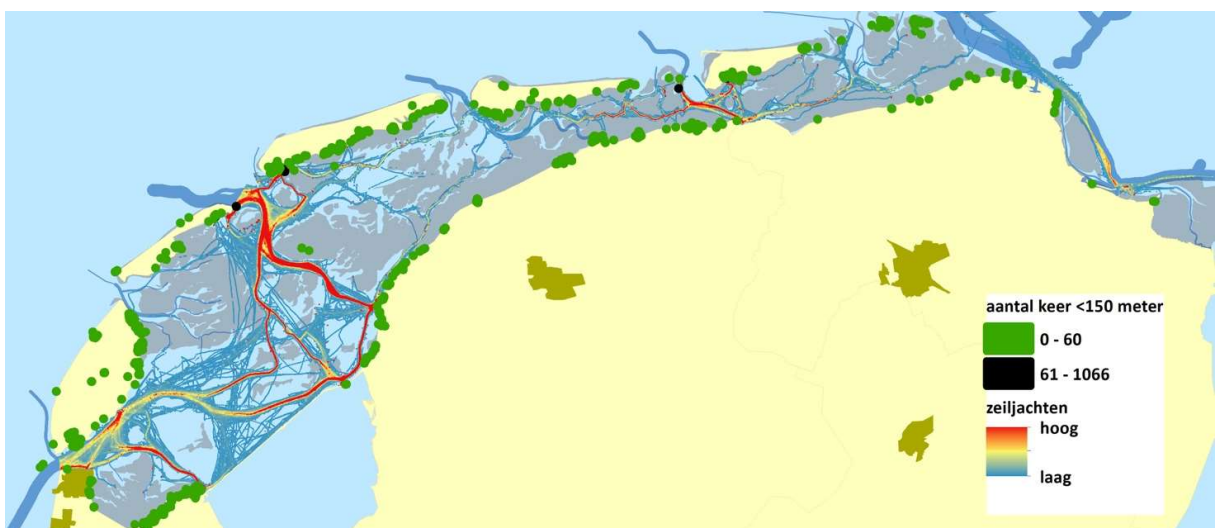 aantal keer <150 meter
0 - 60
61 - 1066
zeiljachten
hoog
laag